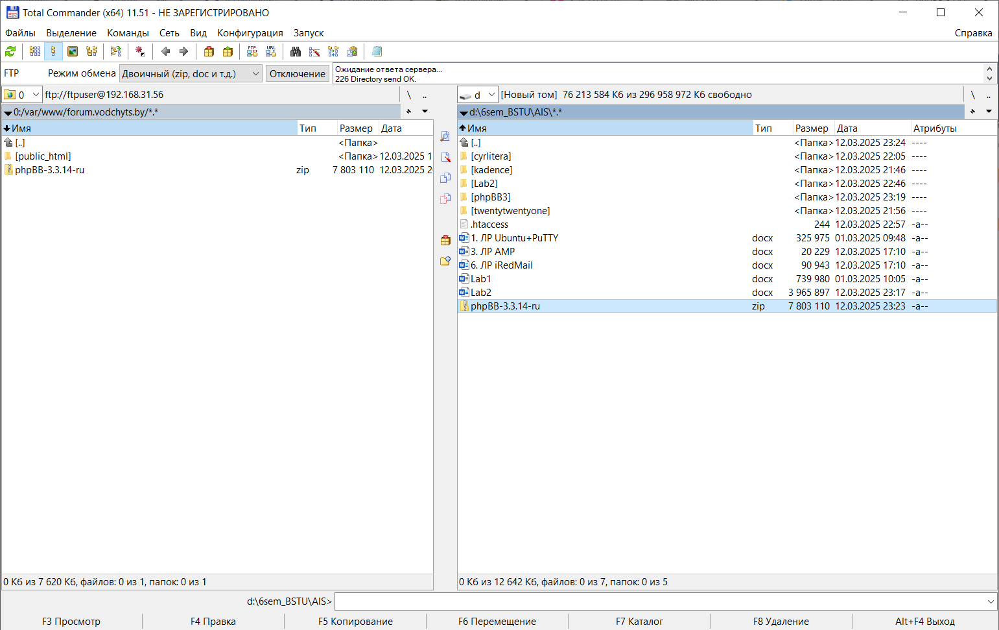 Total Commander (x64) 11.51 - НЕ ЗАРЕГИСТРИРОВАНО
Файлы Выделение Команды Сеть Вид Конфигурация Запуск Справка
FTP URL
FTP Режим обмена Двоичный (zip, doc и т.д.) Отключение
Ожидание ответа сервера...
226 Directory send OK.
0 ftp://ftpuser@192.168.31.56 \ ..
0:/var/www/forum.vodchyts.by/*.* *
Имя Тип Размер Дата
[..] <Папка>
[public_html] <Папка> 12.03.2025 1
phpBB-3.3.14-ru zip 7 803 110 12.03.2025 2
0 Кб из 7 620 Кб, файлов: 0 из 1, папок: 0 из 1
d [Новый том] 76 213 584 Кб из 296 958 972 Кб свободно \ ..
d:\6sem_BSTU\AIS\*.* *
Имя Тип Размер Дата Атрибуты
[..] <Папка> 12.03.2025 23:24 ----
[cyrlitera] <Папка> 12.03.2025 22:05 ----
[kadence] <Папка> 12.03.2025 21:46 ----
[Lab2] <Папка> 12.03.2025 22:46 ----
[phpBB3] <Папка> 12.03.2025 23:19 ----
[twentytwentyone] <Папка> 12.03.2025 21:56 ----
.htaccess 244 12.03.2025 22:57 -a--
1. ЛР Ubuntu+PuTTY docx 325 975 01.03.2025 09:48 -a--
3. ЛР AMP docx 20 229 12.03.2025 17:10 -a--
6. ЛР iRedMail docx 90 943 12.03.2025 17:10 -a--
Lab1 docx 739 980 01.03.2025 10:05 -a--
Lab2 docx 3 965 897 12.03.2025 23:17 -a--
phpBB-3.3.14-ru zip 7 803 110 12.03.2025 23:23 -a--
0 Кб из 12 642 Кб, файлов: 0 из 7, папок: 0 из 5
d:\6sem_BSTU\AIS>
F3 Просмотр F4 Правка F5 Копирование F6 Перемещение F7 Каталог F8 Удаление Alt+F4 Выход